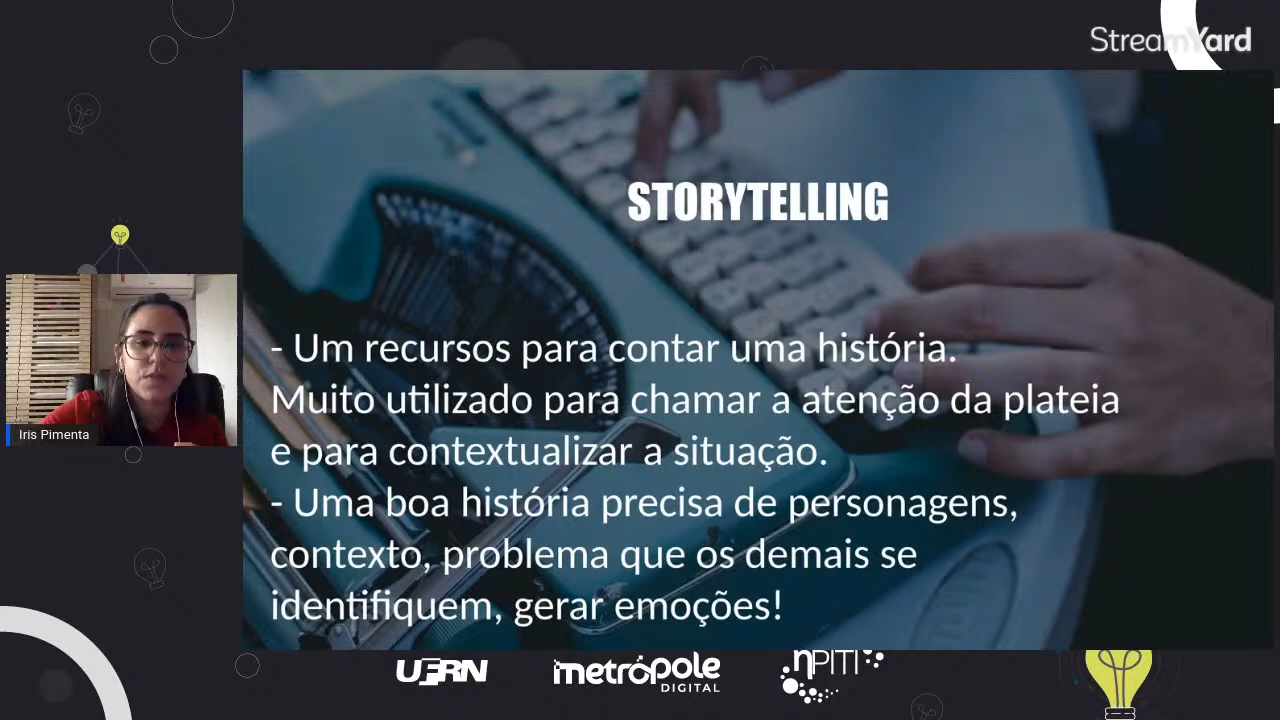 StreamYard
STORYTELLING
- Um recursos para contar uma história.
Muito utilizado para chamar a atenção da plateia
e para contextualizar a situação.
- Uma boa história precisa de personagens,
contexto, problema que os demais se
identifiquem, gerar emoções!
Iris Pimenta
UFRN
metrópole
DIGITAL
nPITI